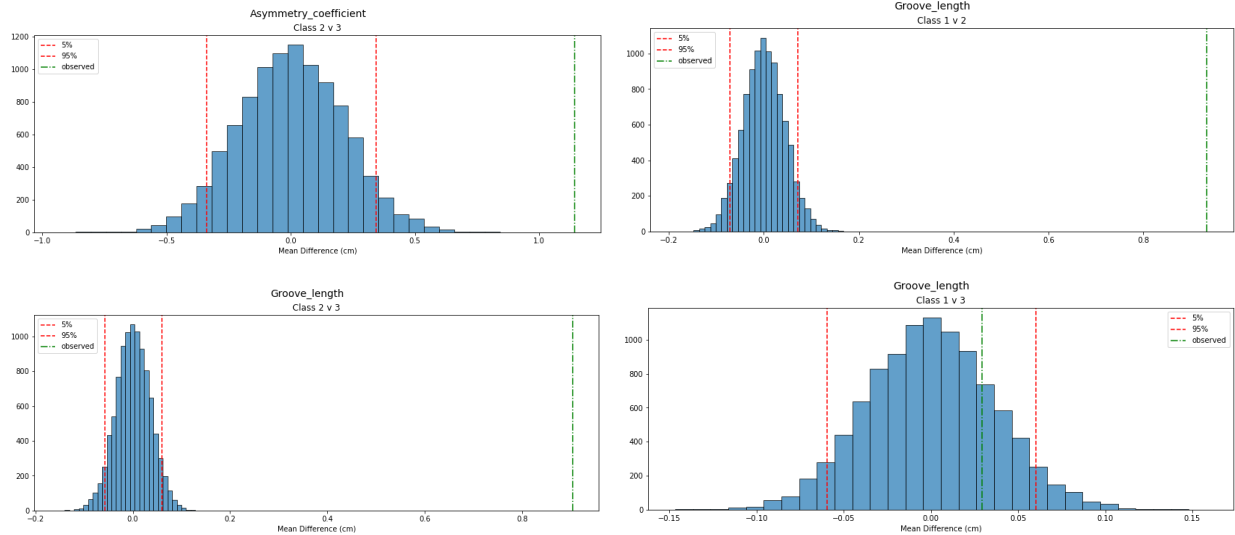 Asymmetry_coefficient
Class 2 v 3
5%
95%
observed
1200
1000
800
600
400
200
0
−1.0 −0.5 0.0 0.5 1.0
Mean Difference (cm)
Groove_length
Class 1 v 2
5%
95%
observed
1000
800
600
400
200
0
−0.2 0.0 0.2 0.4 0.6 0.8
Mean Difference (cm)
Groove_length
Class 2 v 3
5%
95%
observed
1000
800
600
400
200
0
−0.2 0.0 0.2 0.4 0.6 0.8
Mean Difference (cm)
Groove_length
Class 1 v 3
5%
95%
observed
1000
800
600
400
200
0
−0.15 −0.10 −0.05 0.00 0.05 0.10 0.15
Mean Difference (cm)